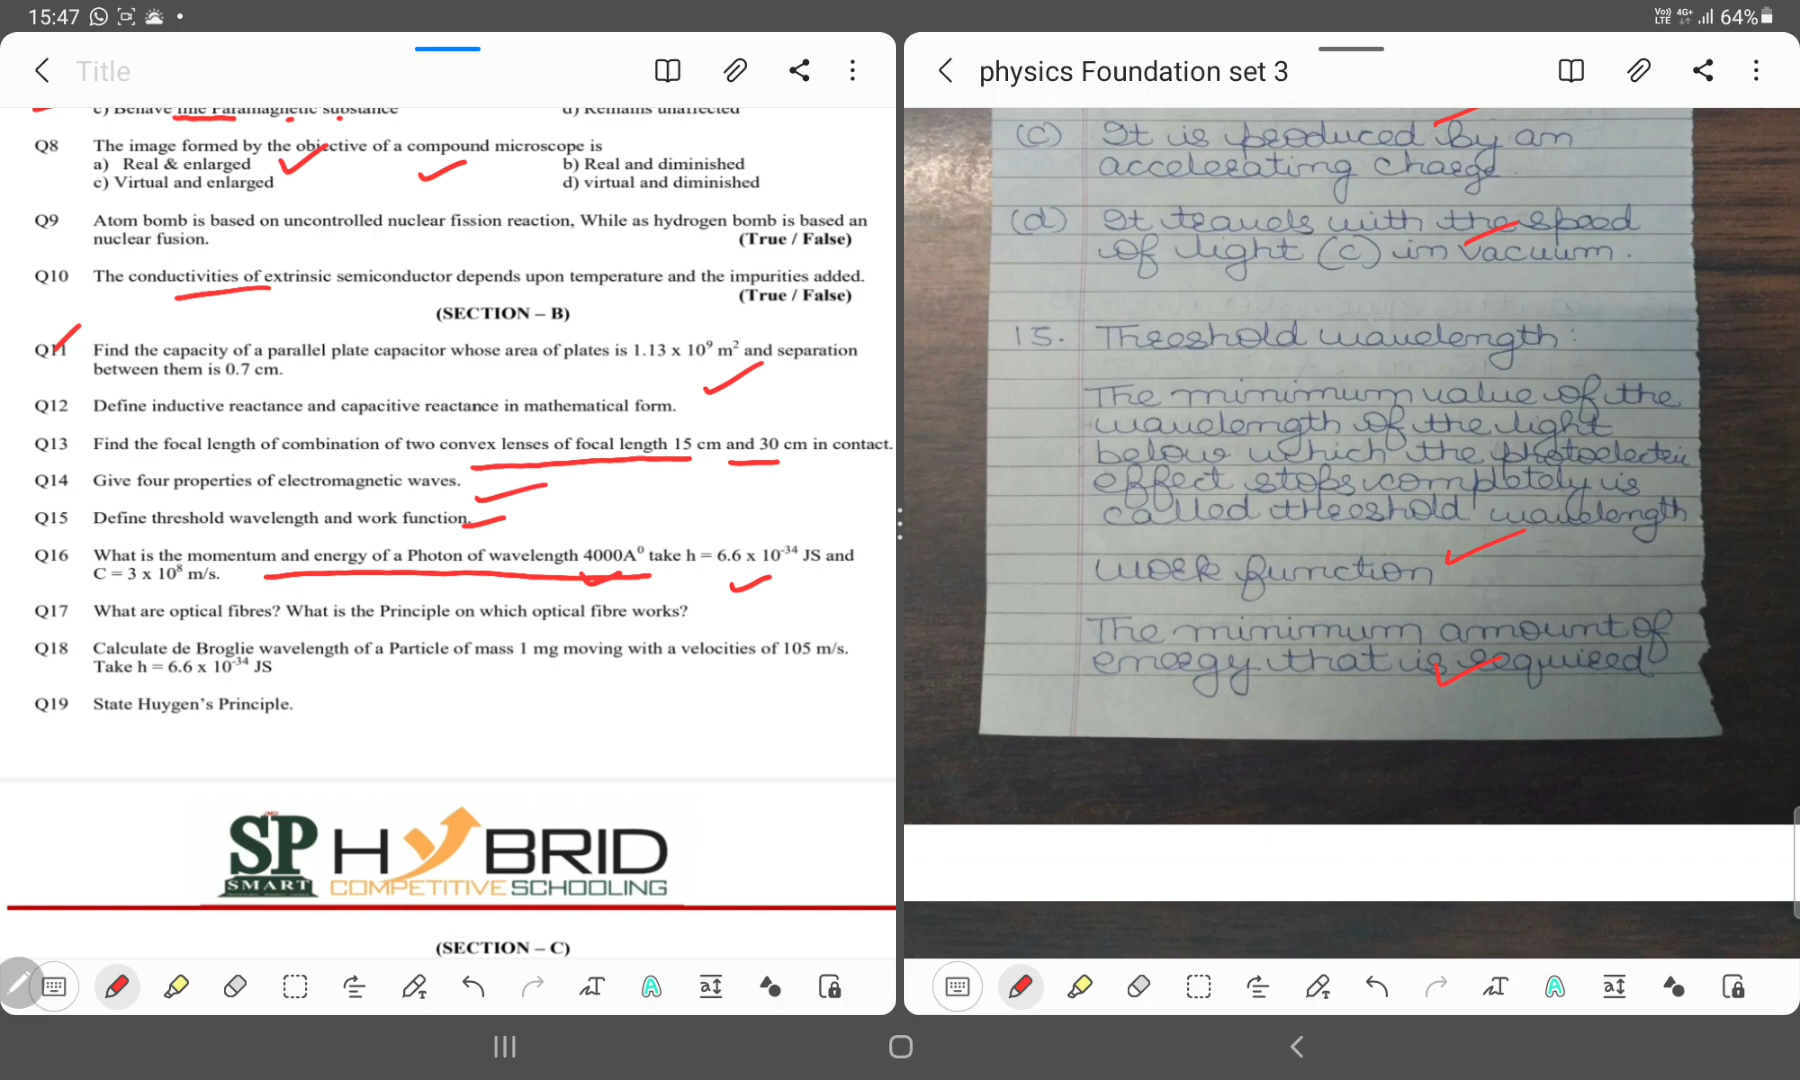 15:47
Vo)) LTE 4G+ 64%
Title
c) Behave like Paramagnetic substance d) Remains unaffected
Q8 The image formed by the objective of a compound microscope is
a) Real & enlarged b) Real and diminished
c) Virtual and enlarged d) virtual and diminished
Q9 Atom bomb is based on uncontrolled nuclear fission reaction, While as hydrogen bomb is based an
nuclear fusion. (True / False)
Q10 The conductivities of extrinsic semiconductor depends upon temperature and the impurities added.
(True / False)
(SECTION – B)
Q11 Find the capacity of a parallel plate capacitor whose area of plates is 1.13 x 10⁹ m² and separation
between them is 0.7 cm.
Q12 Define inductive reactance and capacitive reactance in mathematical form.
Q13 Find the focal length of combination of two convex lenses of focal length 15 cm and 30 cm in contact.
Q14 Give four properties of electromagnetic waves.
Q15 Define threshold wavelength and work function.
Q16 What is the momentum and energy of a Photon of wavelength 4000A⁰ take h = 6.6 x 10⁻³⁴ JS and
C = 3 x 10⁸ m/s.
Q17 What are optical fibres? What is the Principle on which optical fibre works?
Q18 Calculate de Broglie wavelength of a Particle of mass 1 mg moving with a velocities of 105 m/s.
Take h = 6.6 x 10⁻³⁴ JS
Q19 State Huygen's Principle.
SP HYBRID
SMART COMPETITIVE SCHOOLING
(SECTION – C)
physics Foundation set 3
(c) It is produced by an
accelerating charge.
(d) It travels with the speed
of light (c) in vacuum.
15. Threshold wavelength:
The minimum value of the
wavelength of the light
below which the photoelectric
effect stops completely is
called threshold wavelength
Work function
The minimum amount of
energy that is required